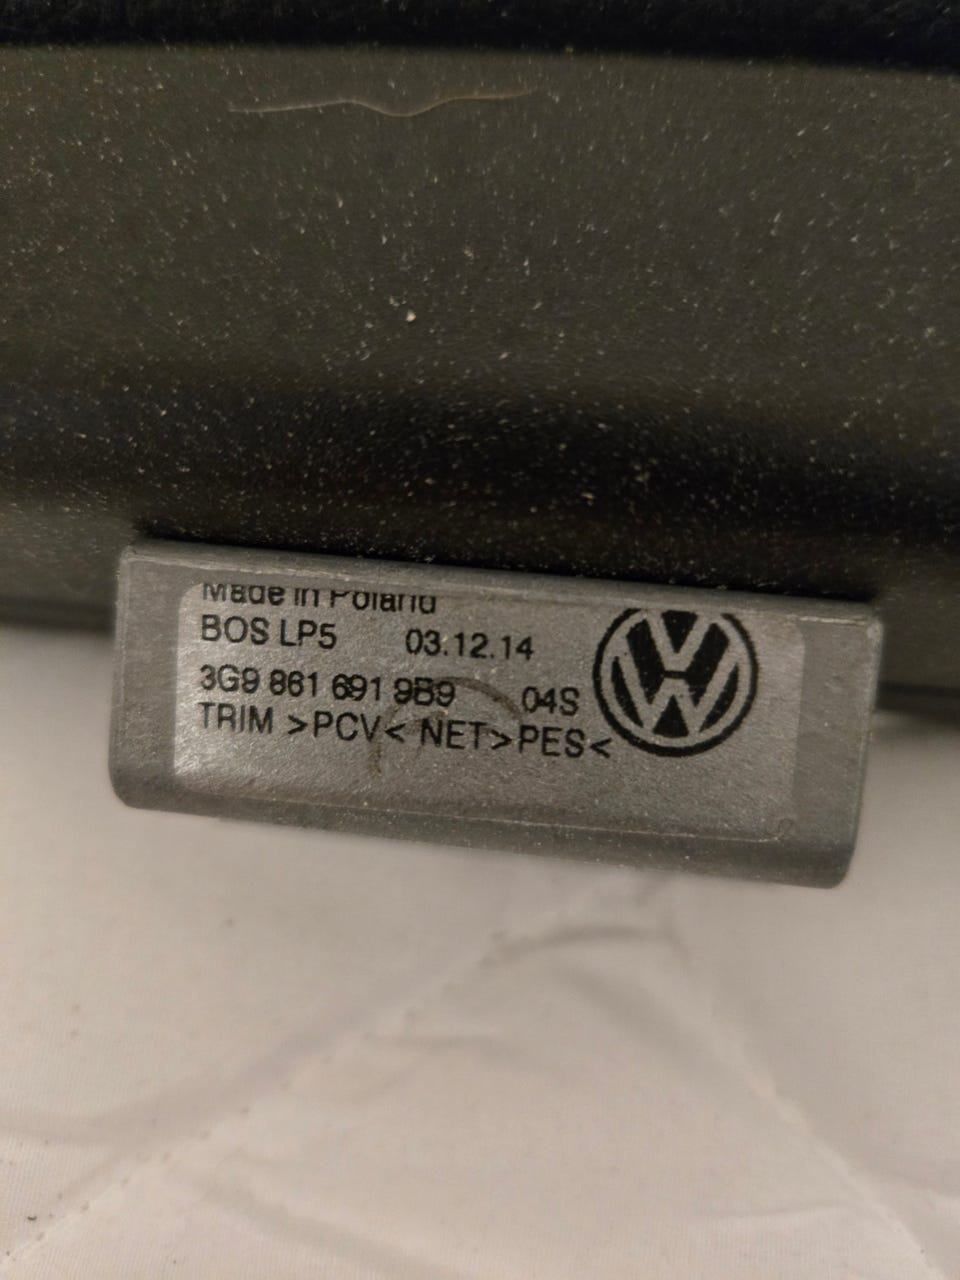 Made in Poland
BOS LP5 03.12.14
3G9 861 691 9B9 04S
TRIM >PCV< NET>PES<